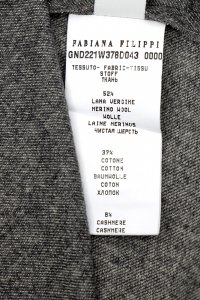 FABIANA FILIPPI
GND221W378D043 0000
TESSUTO- FABRIC-TISSU
STOFF
ТКАНЬ
52%
LANA VERGINE
MERINO WOOL
WOLLE
LAINE MERINOS
ЧИСТАЯ ШЕРСТЬ
37%
COTONE
COTTON
BAUMWOLLE
COTON
ХЛОПОК
8%
CASHMERE
CASHMERE